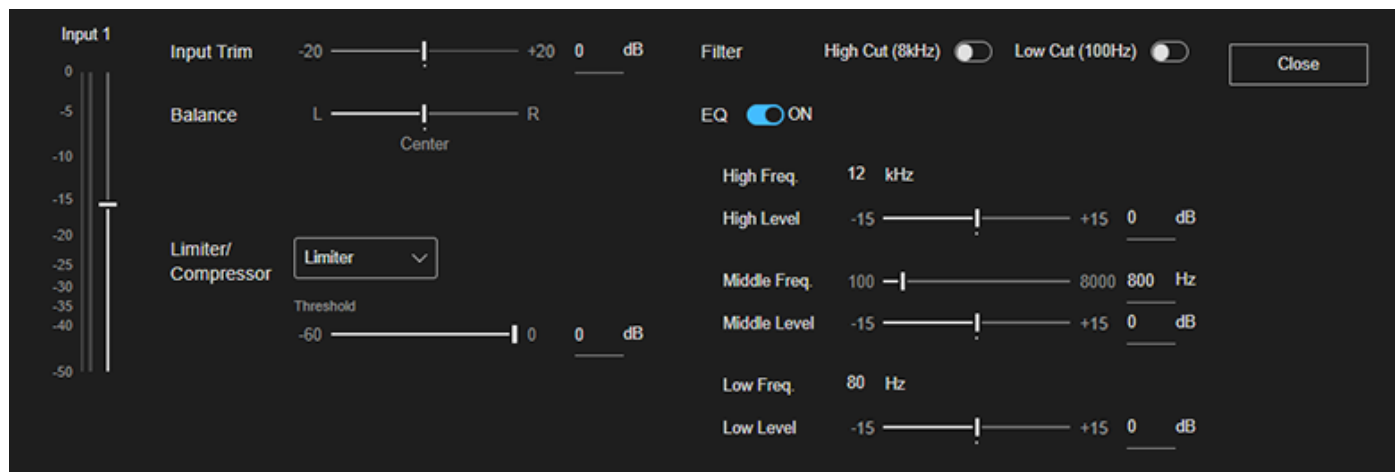 Input 1
0
-5
-10
-15
-20
-25
-30
-35
-40
-50
Input Trim -20 +20 0 dB
Balance L R
Center
Limiter/
Compressor
Limiter
Threshold
-60 0 0 dB
Filter High Cut (8kHz) Low Cut (100Hz)
Close
EQ ON
High Freq. 12 kHz
High Level -15 +15 0 dB
Middle Freq. 100 8000 800 Hz
Middle Level -15 +15 0 dB
Low Freq. 80 Hz
Low Level -15 +15 0 dB